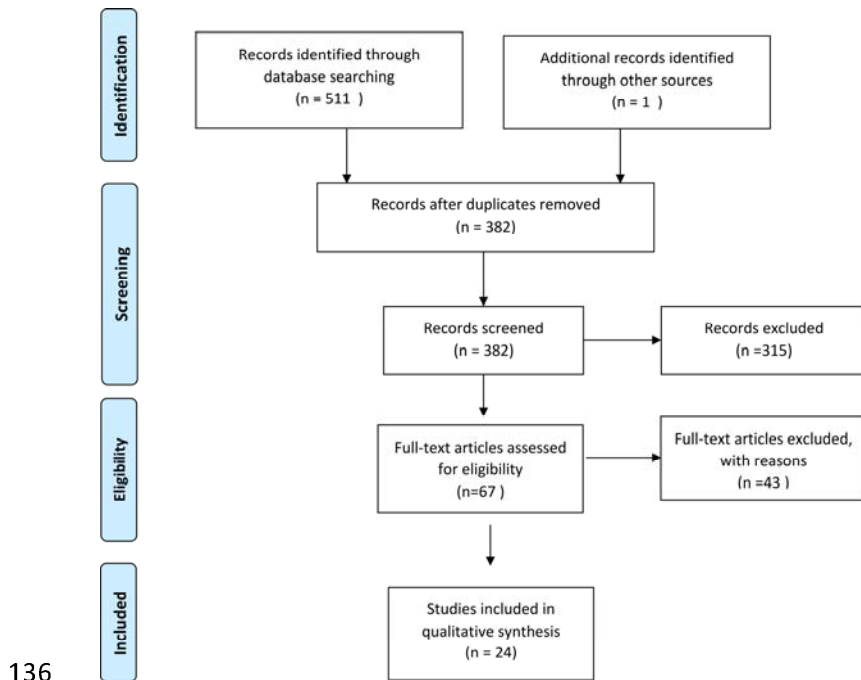 Identification
Records identified through
database searching
(n = 511 )
Additional records identified
through other sources
(n = 1 )
Screening
Records after duplicates removed
(n = 382)
Records screened
(n = 382)
Records excluded
(n =315)
Eligibility
Full-text articles assessed
for eligibility
(n=67 )
Full-text articles excluded,
with reasons
(n =43 )
Included
Studies included in
qualitative synthesis
(n = 24)
136